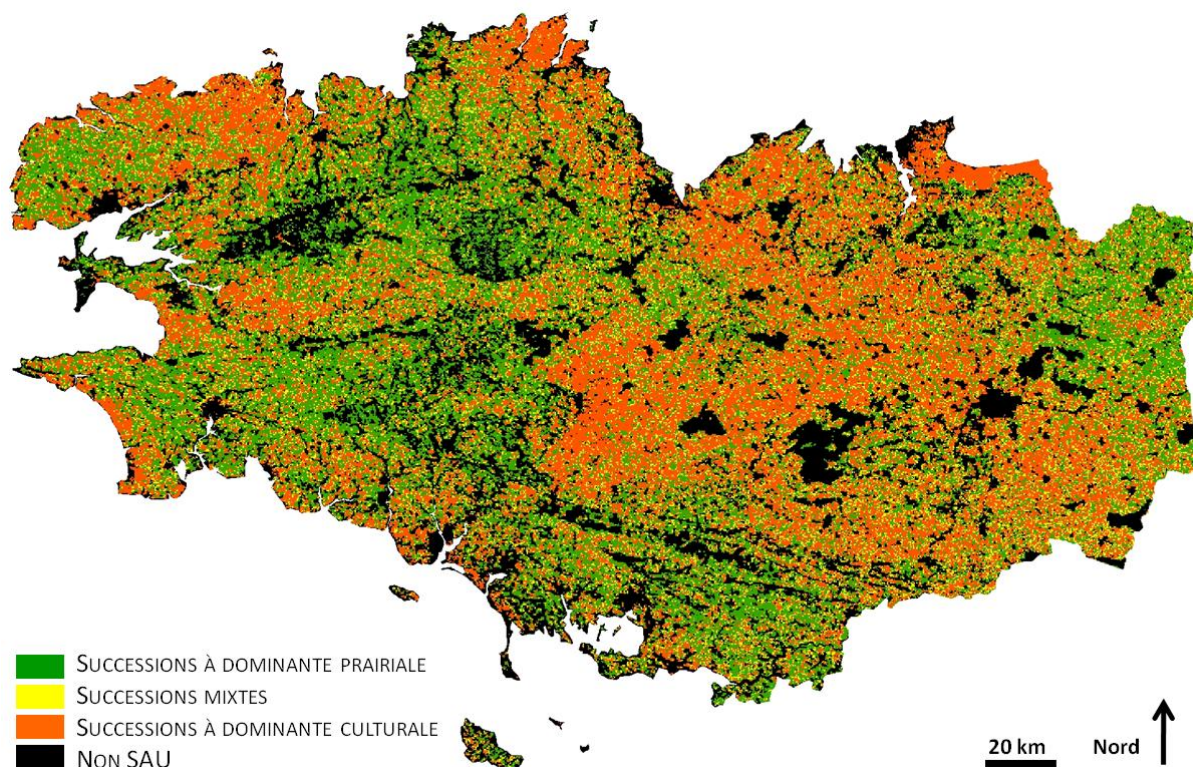 SUCCESSIONS À DOMINANTE PRAIRIALE
SUCCESSIONS MIXTES
SUCCESSIONS À DOMINANTE CULTURALE
NON SAU
20 km
Nord